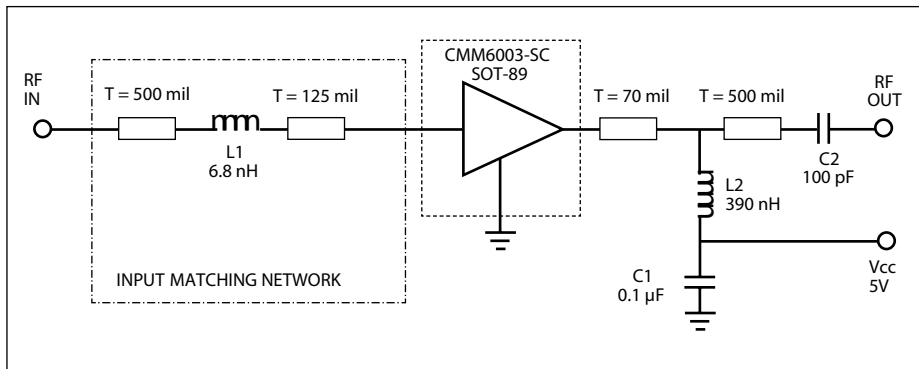 CMM6003-SC
SOT-89
RF
IN
T = 500 mil
T = 125 mil
T = 70 mil
T = 500 mil
RF
OUT
L1
6.8 nH
C2
100 pF
L2
390 nH
INPUT MATCHING NETWORK
C1
0.1 µF
Vcc
5V